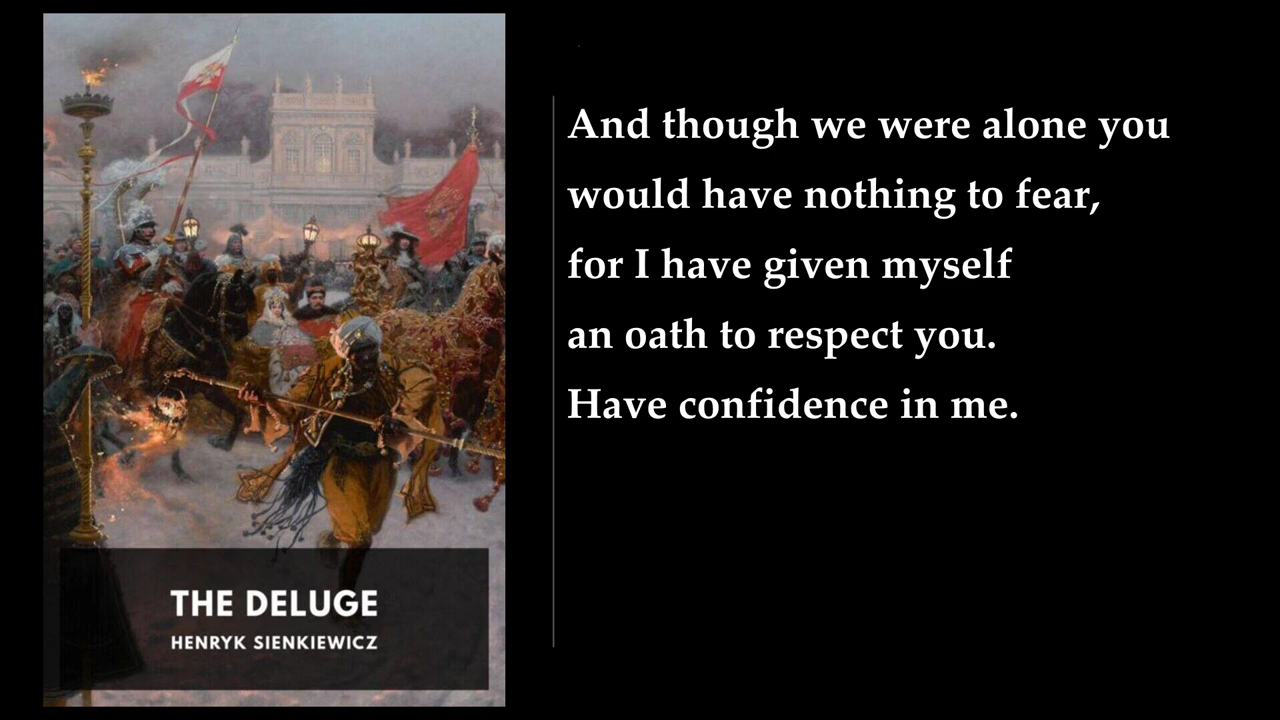 THE DELUGE
HENRYK SIENKIEWICZ
And though we were alone you
would have nothing to fear,
for I have given myself
an oath to respect you.
Have confidence in me.